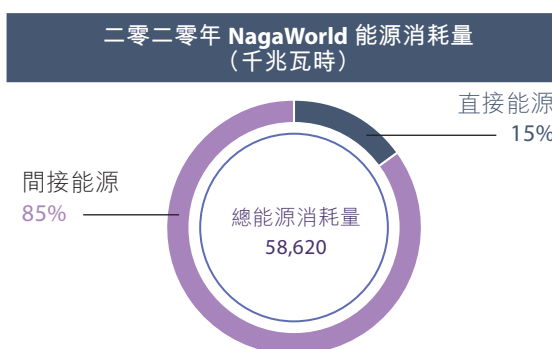 二零二零年 NagaWorld 能源消耗量
（千兆瓦時）
直接能源
15%
間接能源
85%
總能源消耗量
58,620